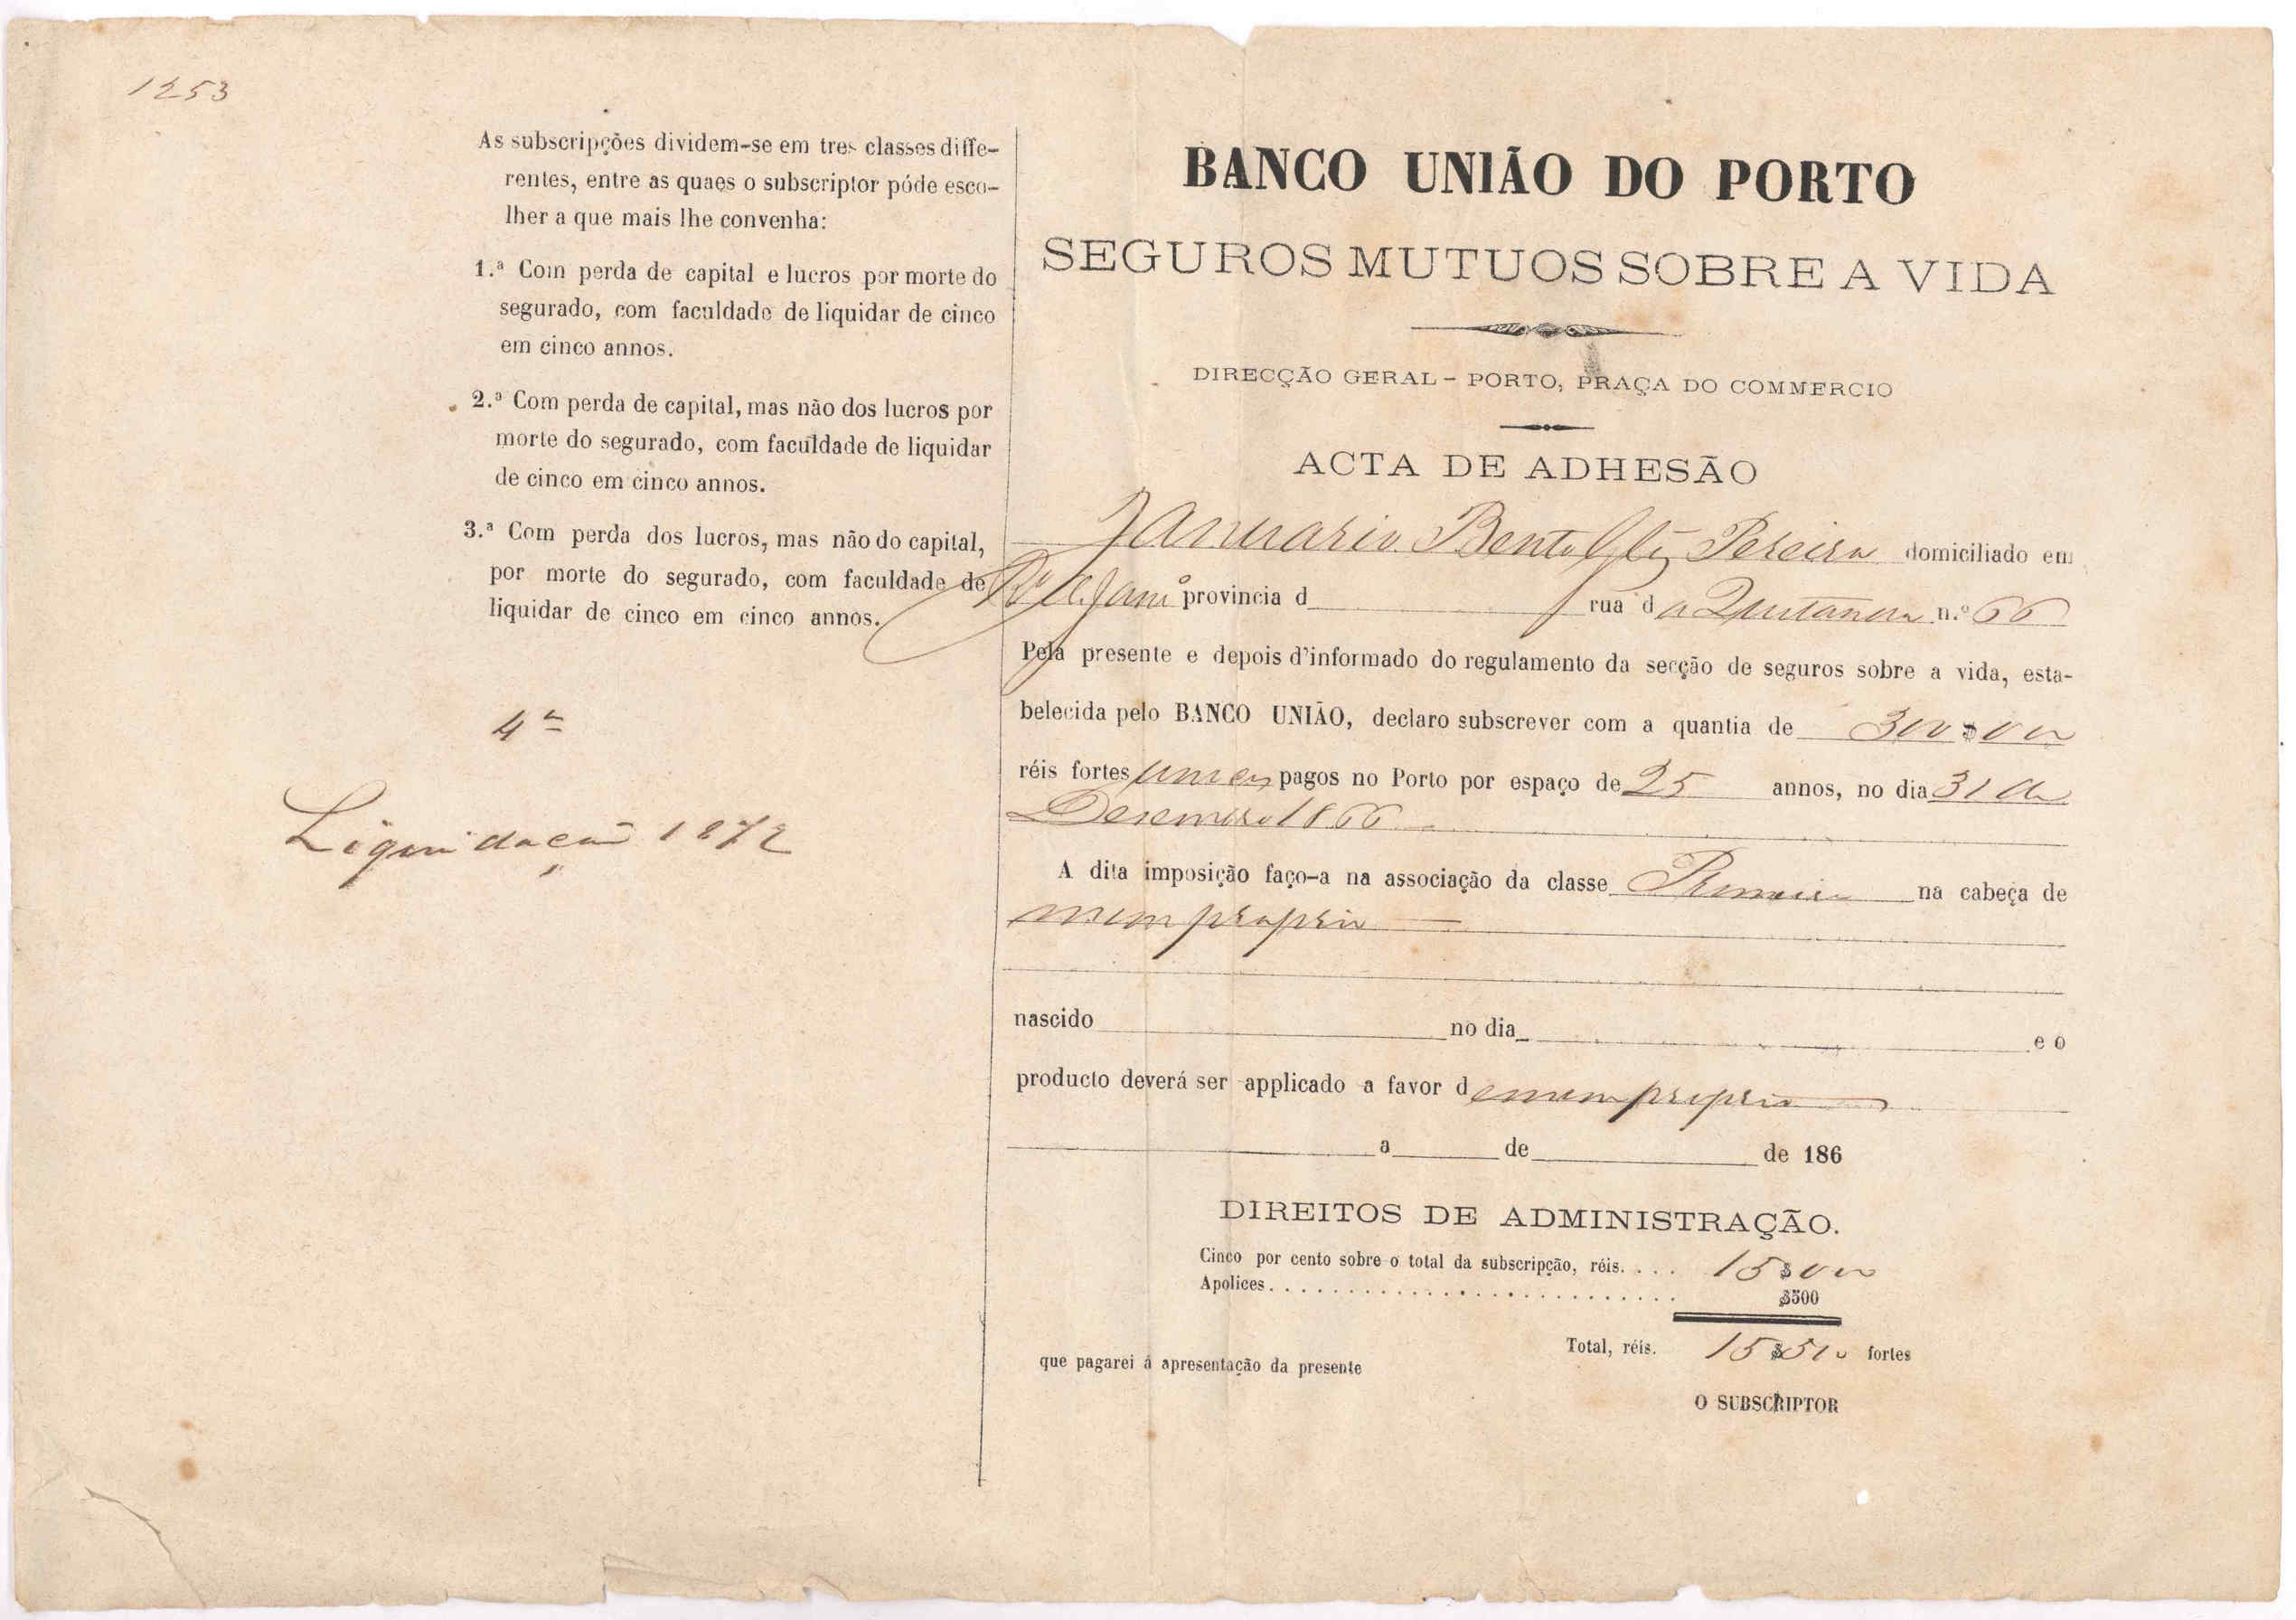 1253
As subscripções dividem-se em tres classes diffe-
rentes, entre as quaes o subscriptor póde esco-
lher a que mais lhe convenha:
1.ª Com perda de capital e lucros por morte do
segurado, com faculdade de liquidar de cinco
em cinco annos.
2.ª Com perda de capital, mas não dos lucros por
morte do segurado, com faculdade de liquidar
de cinco em cinco annos.
3.ª Com perda dos lucros, mas não do capital,
por morte do segurado, com faculdade de
liquidar de cinco em cinco annos.
4ª
Liquidação 1872
BANCO UNIÃO DO PORTO
SEGUROS MUTUOS SOBRE A VIDA
DIRECÇÃO GERAL - PORTO, PRAÇA DO COMMERCIO
ACTA DE ADHESÃO
Januario Bento Pereira domiciliado em
Janrº provincia d rua da Quitanda n.º 66
Pela presente e depois d'informado do regulamento da secção de seguros sobre a vida, esta-
belecida pelo BANCO UNIÃO, declaro subscrever com a quantia de 300$000
réis fortes pagos no Porto por espaço de 25 annos, no dia 31 de
Desembro 1866
A dita imposição faço-a na associação da classe Primeira na cabeça de
mim proprio
nascido no dia e o
producto deverá ser applicado a favor de mim proprio
a de de 186
DIREITOS DE ADMINISTRAÇÃO.
Cinco por cento sobre o total da subscripção, réis. . . . 15$000
Apolices. . . . . . . . . . . . . . . . . . . . . . . . . . $500
Total, réis. 15$500 fortes
que pagarei á apresentação da presente
O SUBSCRIPTOR